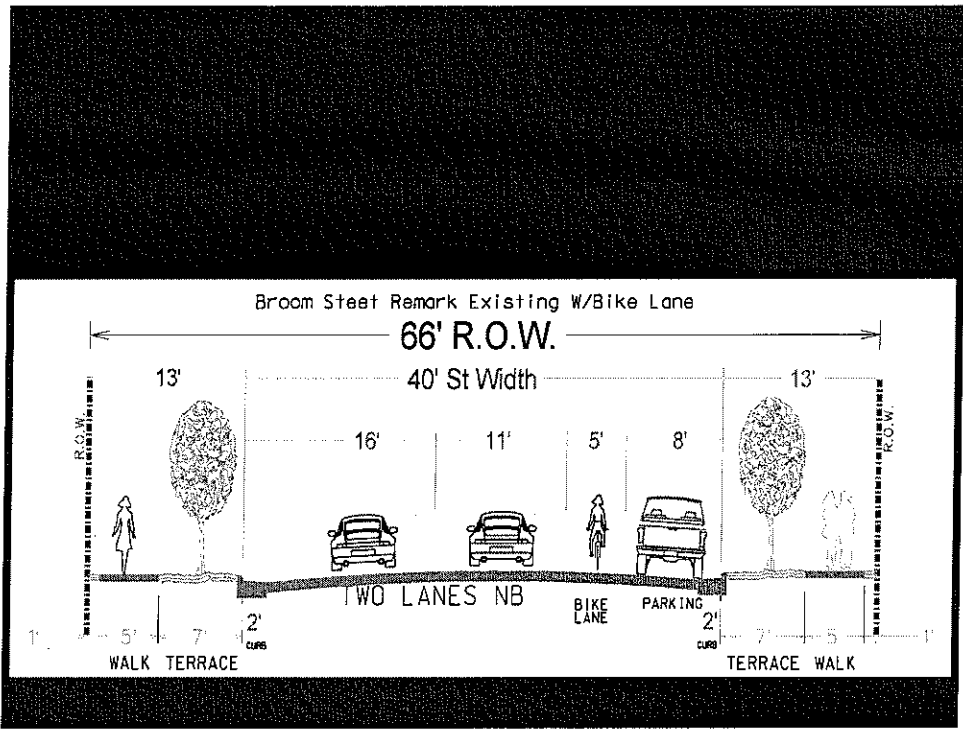 Broom Steet Remark Existing W/Bike Lane
66' R.O.W.
13' 40' St Width 13'
R.O.W. R.O.W.
16' 11' 5' 8'
TWO LANES NB
BIKE LANE
PARKING
1' 5' 7' 2' 2' 7' 5 1'
CURB CURB
WALK TERRACE TERRACE WALK